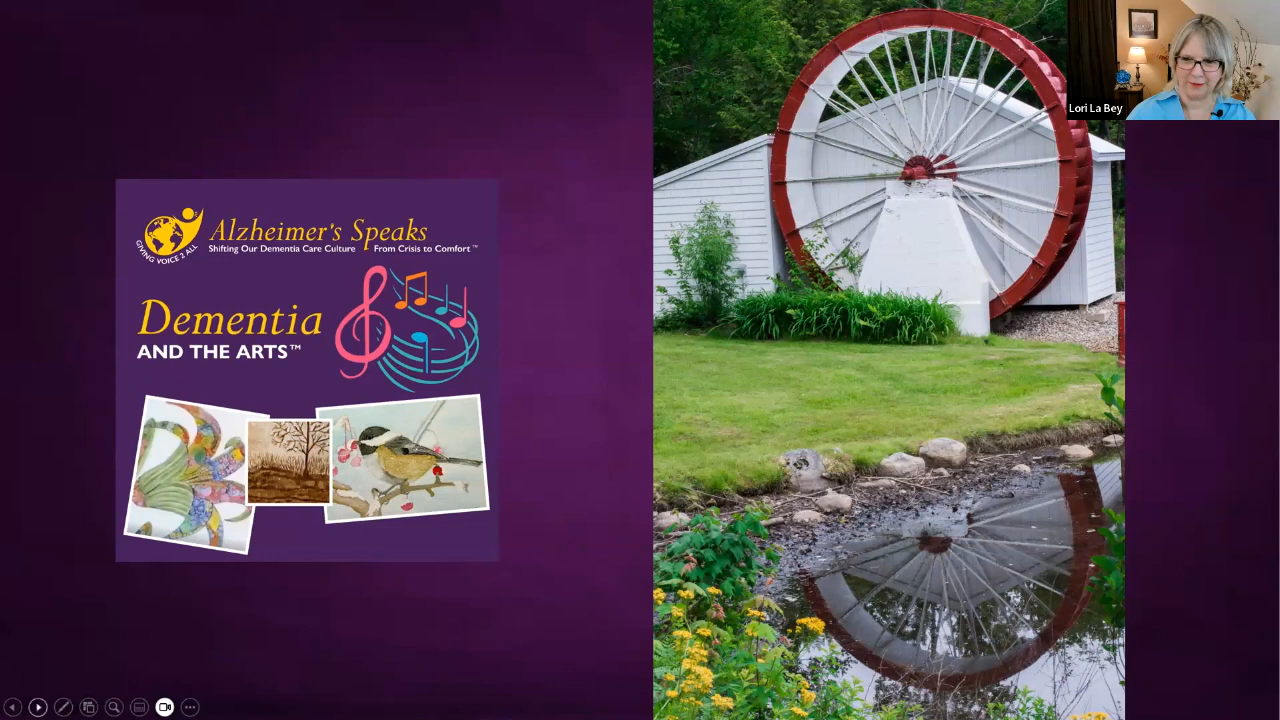 GIVING VOICE 2 ALL
Alzheimer's Speaks
Shifting Our Dementia Care Culture From Crisis to Comfort™
Dementia
AND THE ARTS™
Lori La Bey